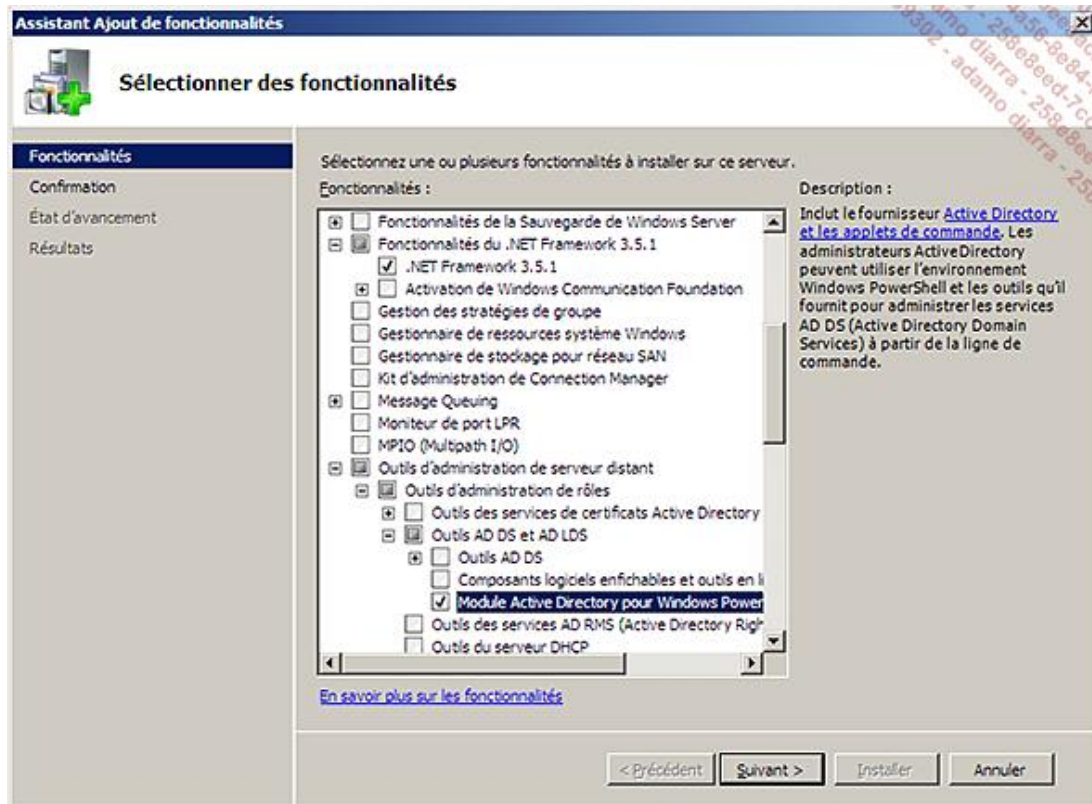 Assistant Ajout de fonctionnalités
Sélectionner des fonctionnalités
Fonctionnalités
Confirmation
État d'avancement
Résultats
Sélectionnez une ou plusieurs fonctionnalités à installer sur ce serveur.
Fonctionnalités :
Fonctionnalités de la Sauvegarde de Windows Server
Fonctionnalités du .NET Framework 3.5.1
.NET Framework 3.5.1
Activation de Windows Communication Foundation
Gestion des stratégies de groupe
Gestionnaire de ressources système Windows
Gestionnaire de stockage pour réseau SAN
Kit d'administration de Connection Manager
Message Queuing
Moniteur de port LPR
MPIO (Multipath I/O)
Outils d'administration de serveur distant
Outils d'administration de rôles
Outils des services de certificats Active Directory
Outils AD DS et AD LDS
Outils AD DS
Composants logiciels enfichables et outils en li
Module Active Directory pour Windows Power
Outils des services AD RMS (Active Directory Righ
Outils du serveur DHCP
En savoir plus sur les fonctionnalités
Description :
Inclut le fournisseur Active Directory
et les applets de commande. Les
administrateurs Active Directory
peuvent utiliser l'environnement
Windows PowerShell et les outils qu'il
fournit pour administrer les services
AD DS (Active Directory Domain
Services) à partir de la ligne de
commande.
< Précédent
Suivant >
Installer
Annuler
adamo diarra